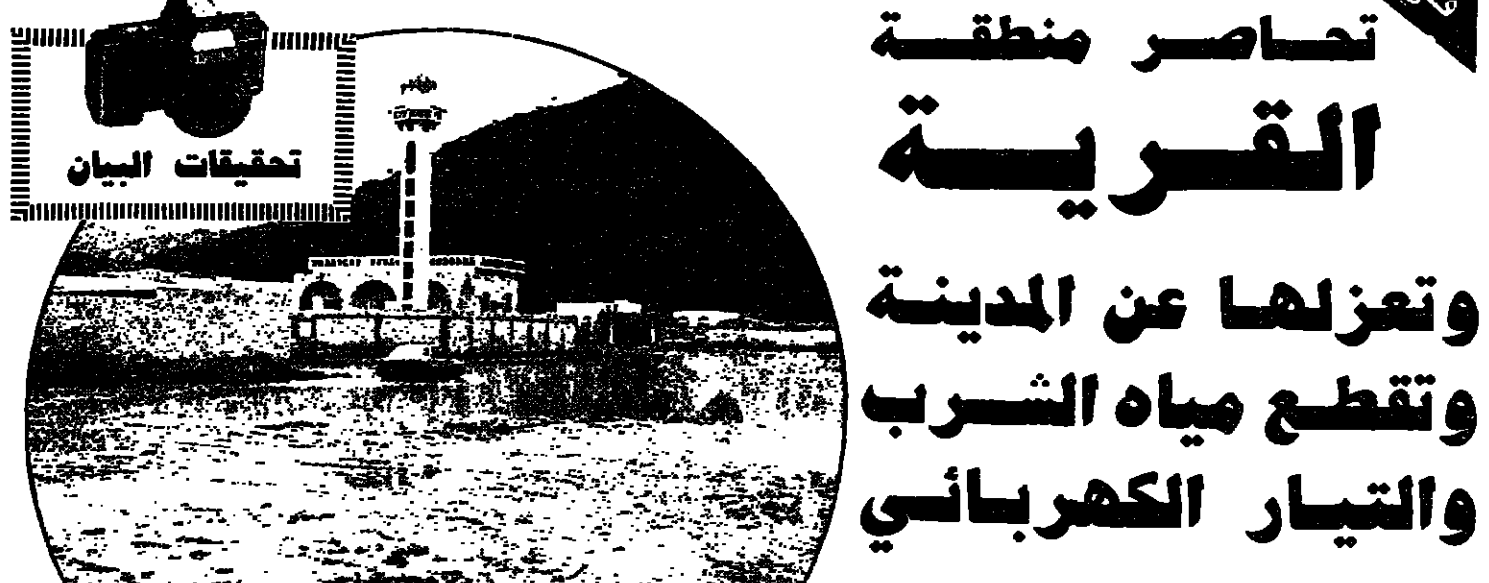 تحاصر منطقة
القرية
وتعزلها عن المدينة
وتقطع مياه الشرب
والتيار الكهربائي
تحقيقات البيان